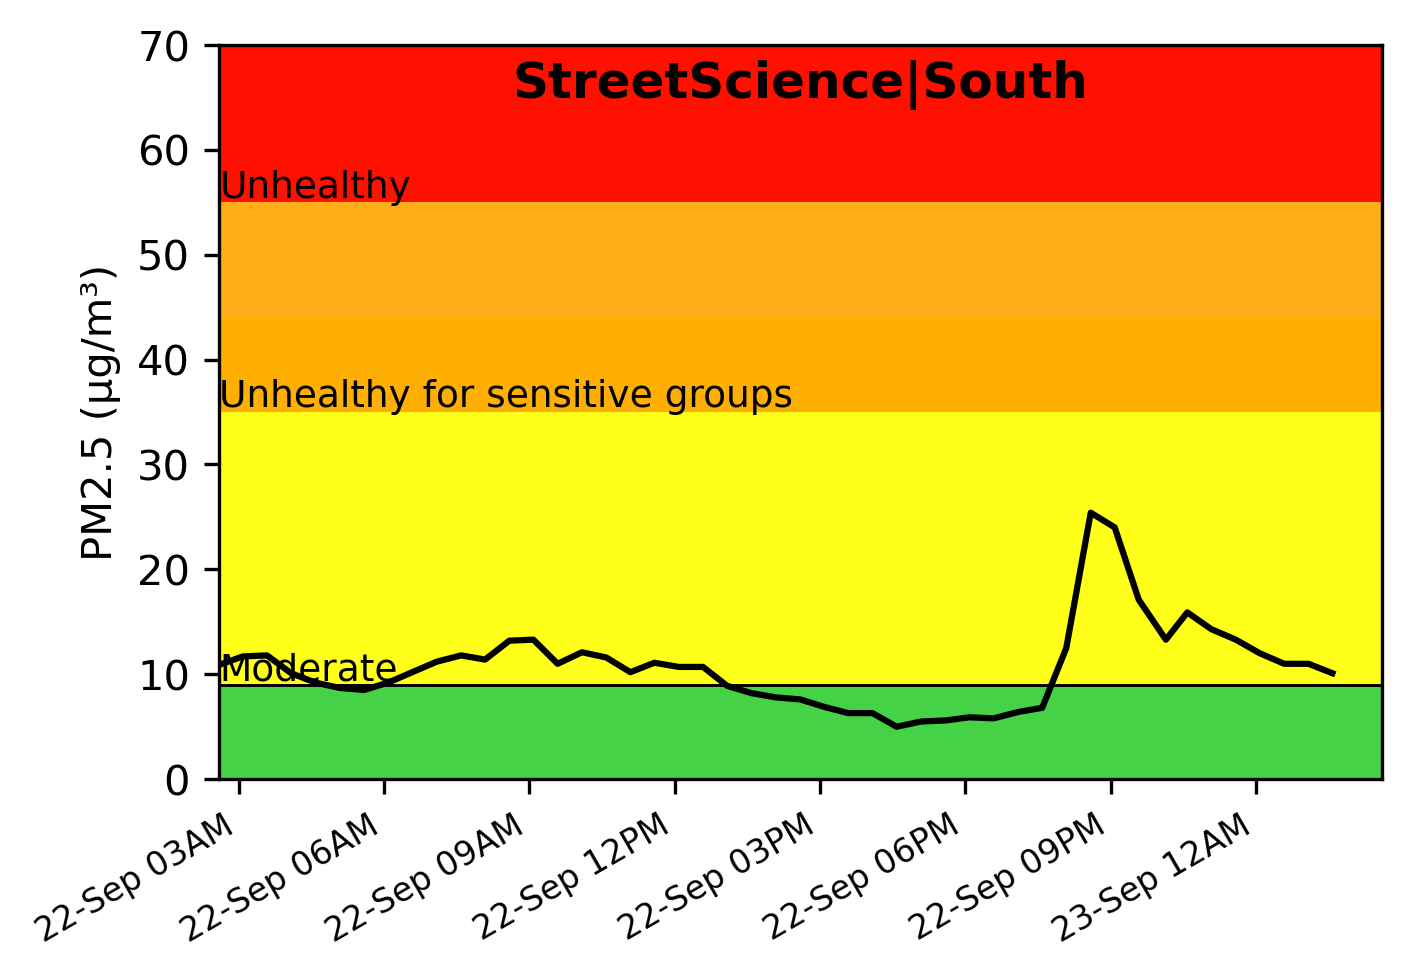 StreetScience|South
70
60
50
40
30
20
10
0
PM2.5 (µg/m³)
Unhealthy
Unhealthy for sensitive groups
Moderate
22-Sep 03AM
22-Sep 06AM
22-Sep 09AM
22-Sep 12PM
22-Sep 03PM
22-Sep 06PM
22-Sep 09PM
23-Sep 12AM